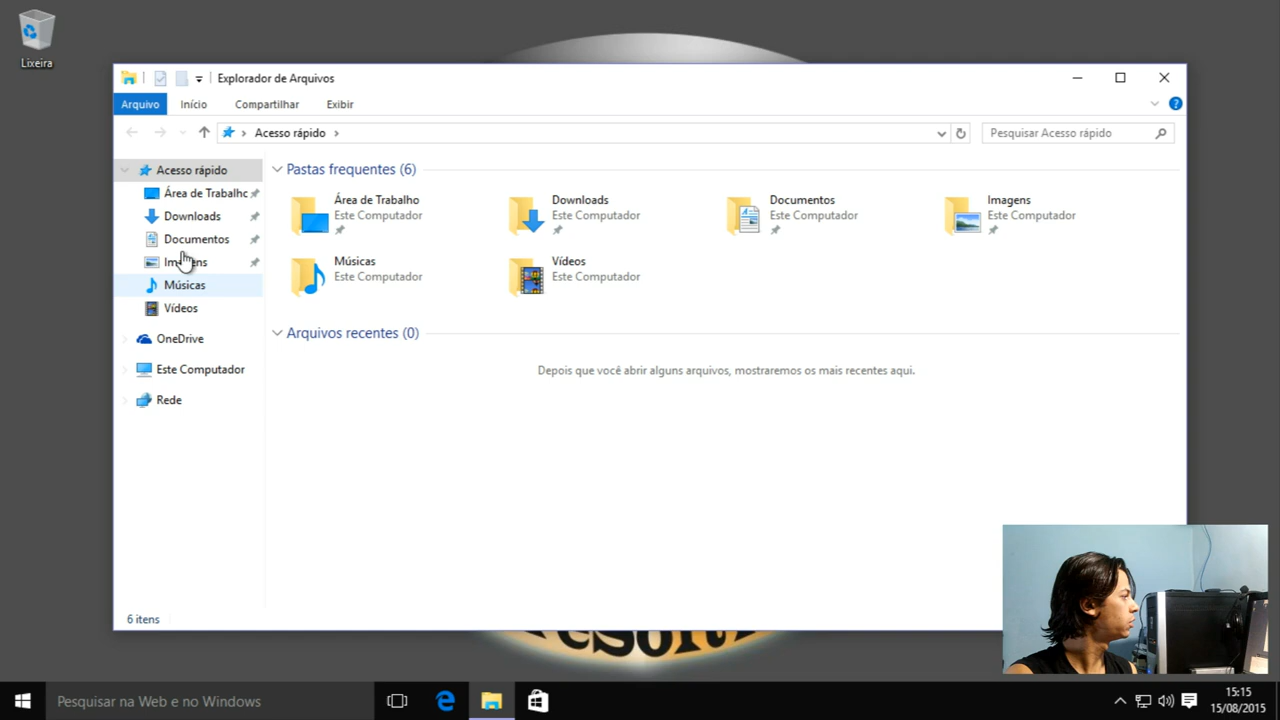 Lixeira
Explorador de Arquivos
Arquivo Início Compartilhar Exibir
Acesso rápido
Pesquisar Acesso rápido
Acesso rápido
Área de Trabalho
Downloads
Documentos
Músicas
Vídeos
OneDrive
Este Computador
Rede
Pastas frequentes (6)
Área de Trabalho
Este Computador
Downloads
Este Computador
Documentos
Este Computador
Imagens
Este Computador
Músicas
Este Computador
Vídeos
Este Computador
Arquivos recentes (0)
Depois que você abrir alguns arquivos, mostraremos os mais recentes aqui.
6 itens
Pesquisar na Web e no Windows
15:15
15/08/2015